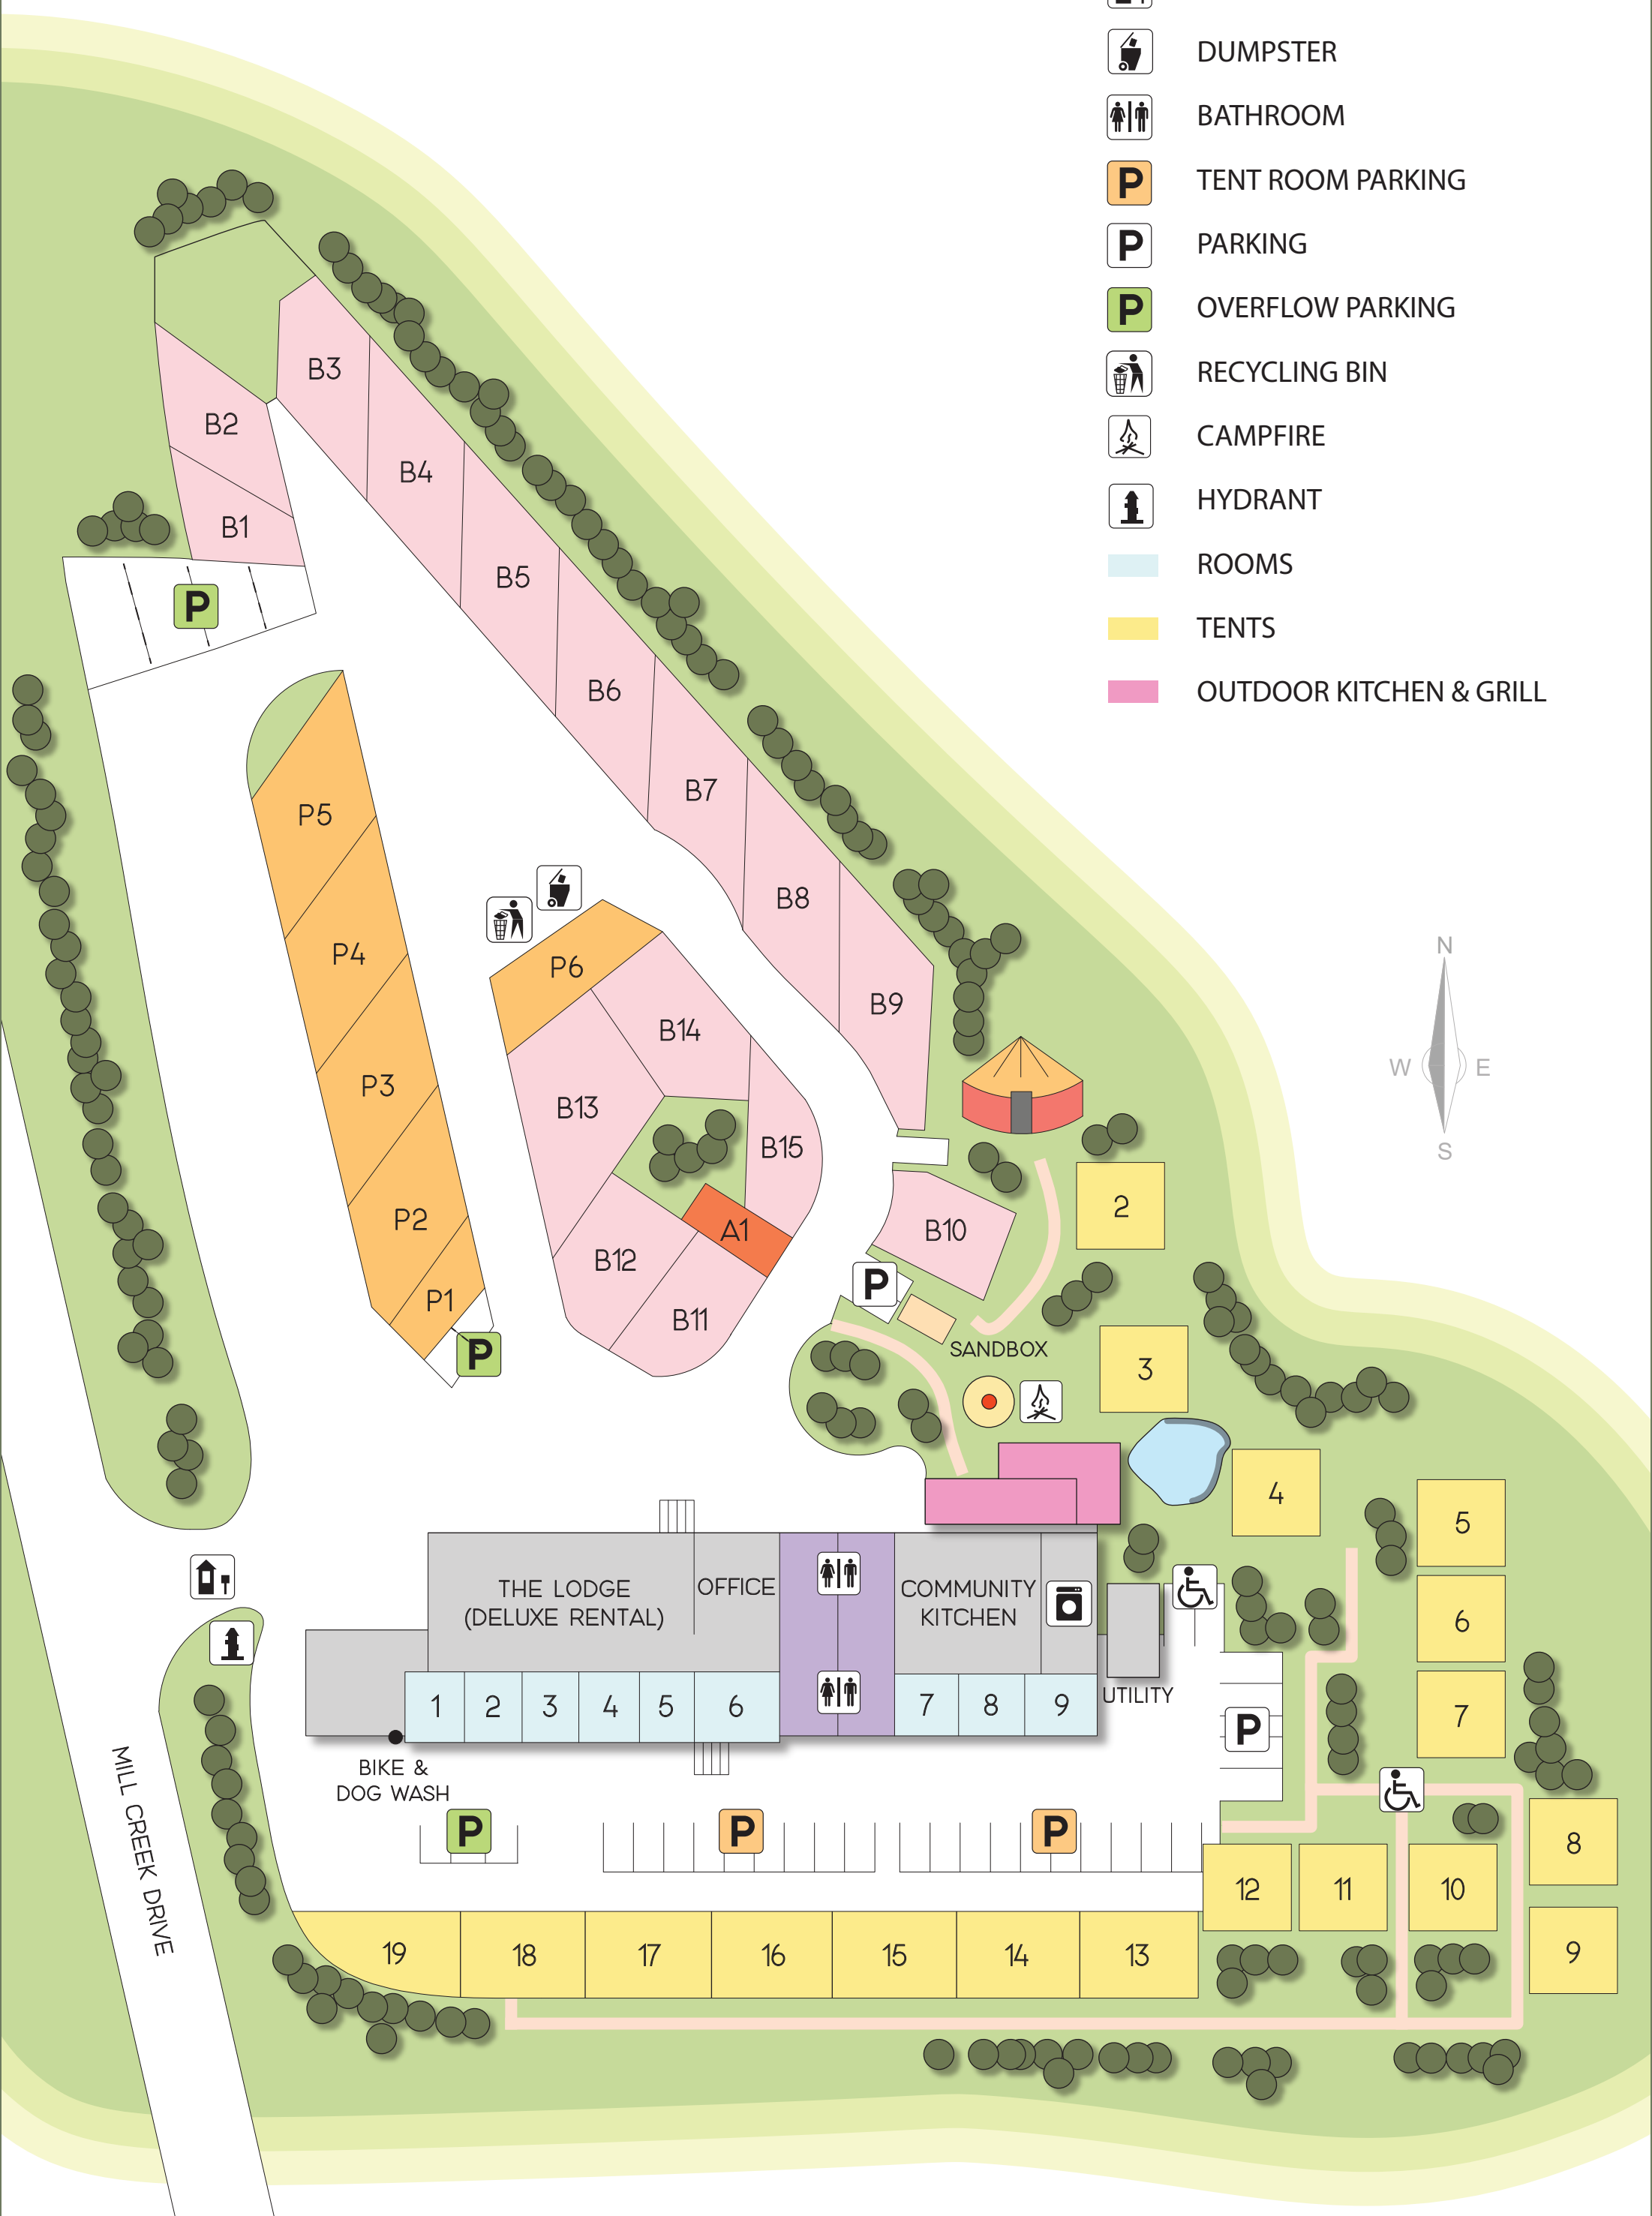 DUMPSTER
BATHROOM
P TENT ROOM PARKING
P PARKING
P OVERFLOW PARKING
RECYCLING BIN
CAMPFIRE
HYDRANT
ROOMS
TENTS
OUTDOOR KITCHEN & GRILL
B3
B2
B4
B1
B5
P
B6
B7
P5
B8
P4
P6
B9
N
W E
S
B14
P3
B13
B15
2
P2
A1
B10
B12
P
P1
B11
P
SANDBOX
3
4
5
THE LODGE
(DELUXE RENTAL)
OFFICE
COMMUNITY
KITCHEN
6
1 2 3 4 5 6
7 8 9
UTILITY
P
7
BIKE &
DOG WASH
MILL CREEK DRIVE
P
P
P
8
12 11 10
19 18 17 16 15 14 13
9